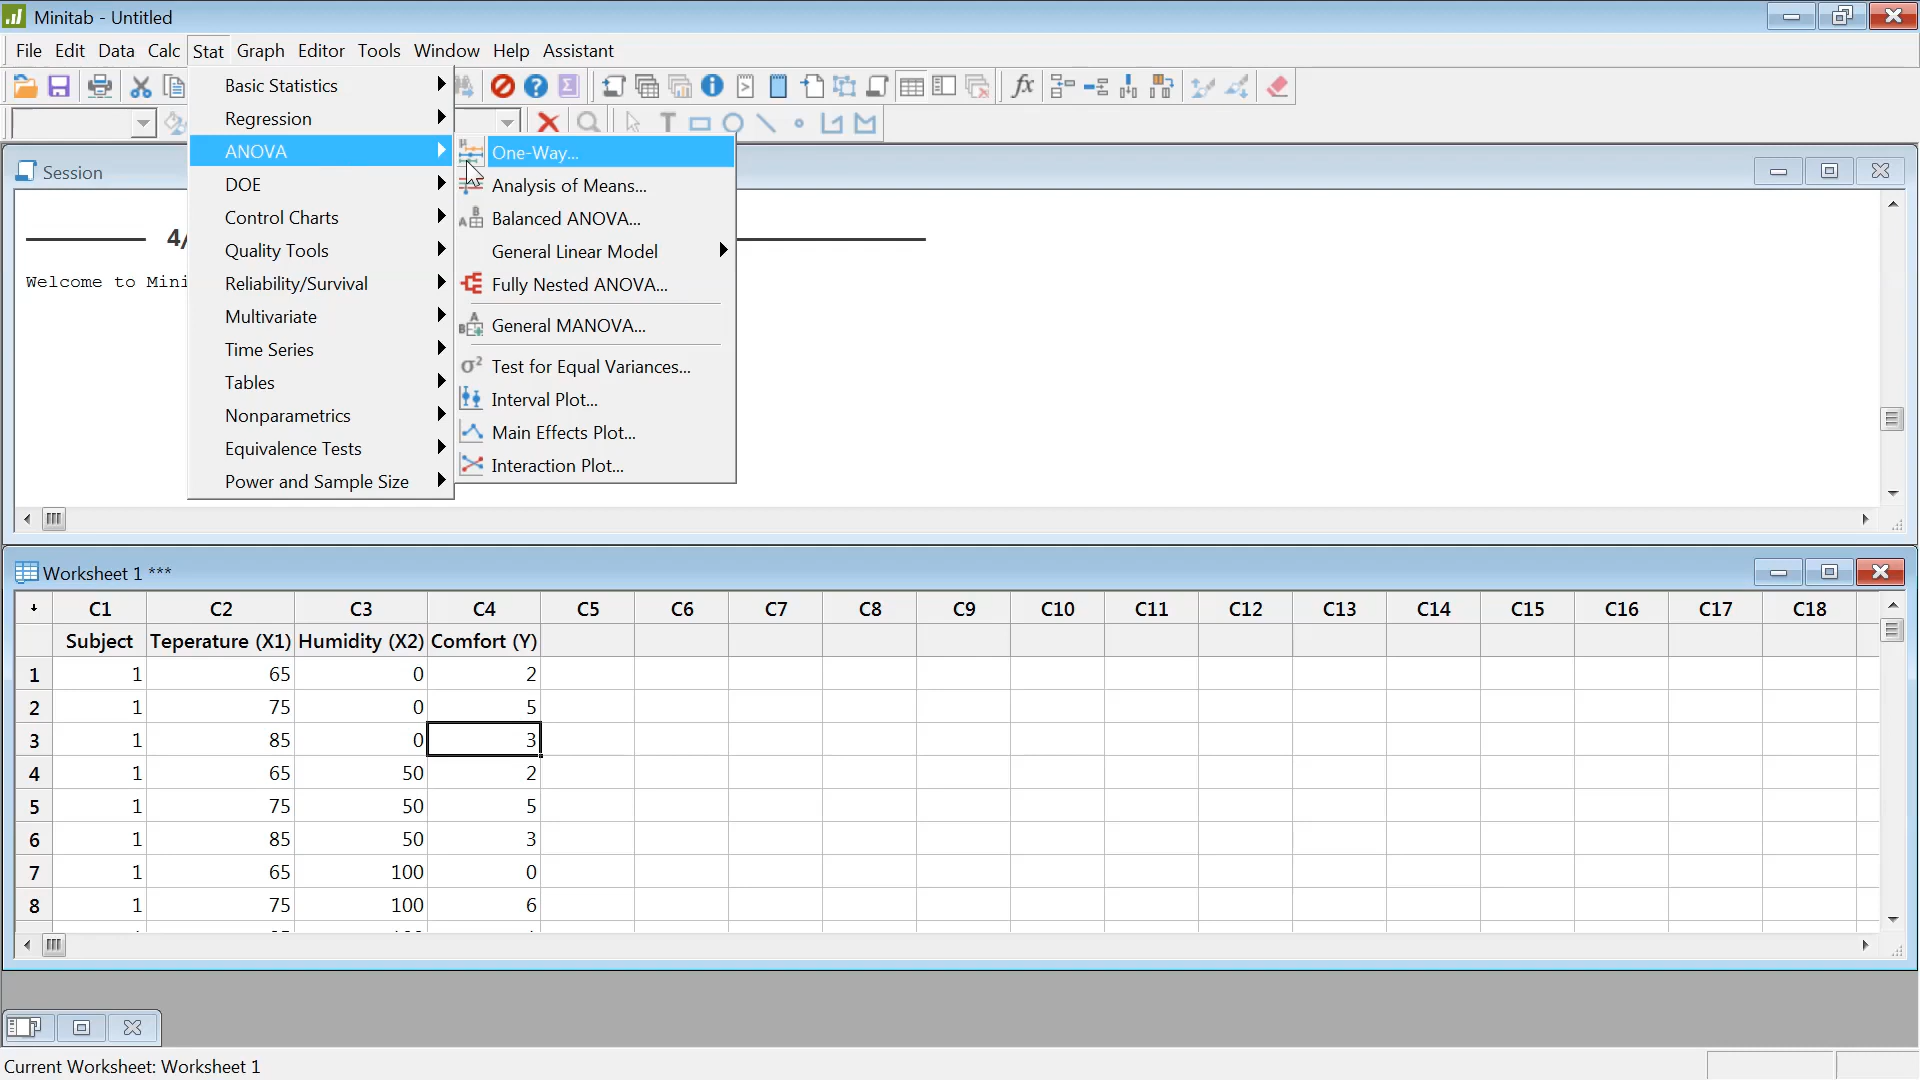 Minitab - Untitled
File Edit Data Calc Stat Graph Editor Tools Window Help Assistant
Basic Statistics
Regression
ANOVA
DOE
Control Charts
Quality Tools
Reliability/Survival
Multivariate
Time Series
Tables
Nonparametrics
Equivalence Tests
Power and Sample Size
One-Way...
Analysis of Means...
Balanced ANOVA...
General Linear Model
Fully Nested ANOVA...
General MANOVA...
Test for Equal Variances...
Interval Plot...
Main Effects Plot...
Interaction Plot...
Session
4/
Welcome to Mini
Worksheet 1 ***
C1 C2 C3 C4 C5 C6 C7 C8 C9 C10 C11 C12 C13 C14 C15 C16 C17 C18
Subject Teperature (X1) Humidity (X2) Comfort (Y)
1 1 65 0 2
2 1 75 0 5
3 1 85 0 3
4 1 65 50 2
5 1 75 50 5
6 1 85 50 3
7 1 65 100 0
8 1 75 100 6
Current Worksheet: Worksheet 1